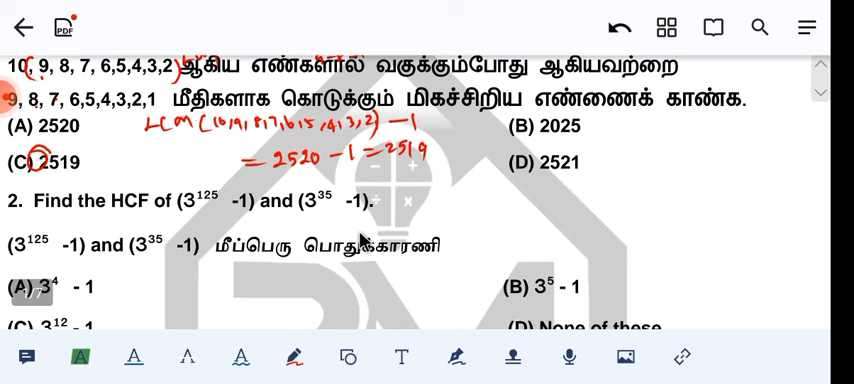 PDF
10, 9, 8, 7, 6,5,4,3,2) ஆகிய எண்களால் வகுக்கும்போது ஆகியவற்றை
9, 8, 7, 6,5,4,3,2,1 மீதிகளாக கொடுக்கும் மிகச்சிறிய எண்ணைக் காண்க.
LCM (10,9,8,7,6,5,4,3,2) - 1
(A) 2520 (B) 2025
= 2520 - 1 = 2519
(C) 2519 (D) 2521
2. Find the HCF of (3¹²⁵ -1) and (3³⁵ -1).
(3¹²⁵ -1) and (3³⁵ -1) மீப்பெரு பொதுக்காரணி
(A) 3⁴ - 1 (B) 3⁵ - 1
1/7
(C) 3¹² - 1 (D) None of these